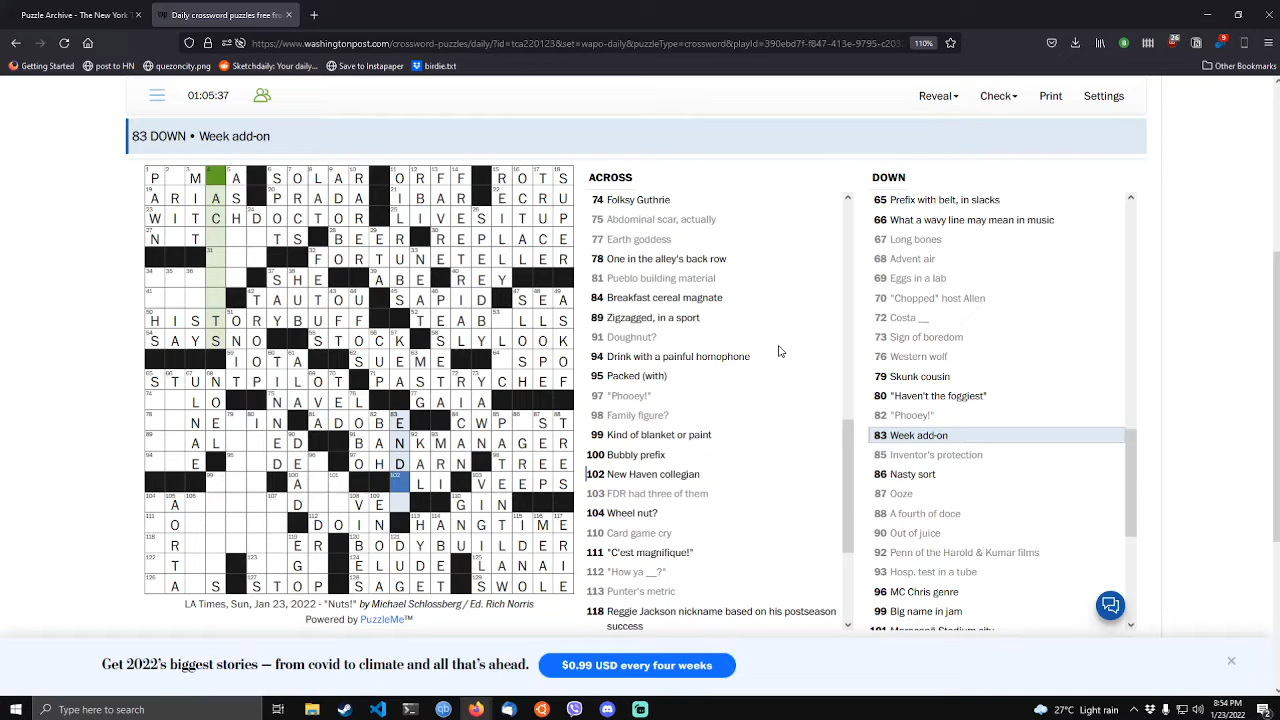 Puzzle Archive - The New York T
Daily crossword puzzles free fro
https://www.washingtonpost.com/crossword-puzzles/daily/?id=tca220123&set=wapo-daily&puzzleType=crossword&playId=390ebd7f-f847-413e-9795-c203
110%
Getting Started
post to HN
quezoncity.png
Sketchdaily: Your daily...
Save to Instapaper
birdie.txt
Other Bookmarks
01:05:37
Reveal
Check
Print
Settings
83 DOWN • Week add-on
P M A S O L A R O R F F R O T S
A R I A S P R A D A I B A R E C R U
W I T C H D O C T O R L I V E S I T U P
N T T S B E E R R E P L A C E
F O R T U N E T E L L E R
S H E A B E R Y
T A U T O U S A P I D S E A
H I S T O R Y B U F F T E A B L L S
S A N O S T O C K S L Y L O O K
O T A S U E M E S P O
S T U N T P I L O T P A S T R Y C H E F
L O N A V E L G A I A
N E I N A D O B E C W P S T
A L E D N K M A N A G E R
E E O H D A R N T R E E
A L I V E E P S
A D V E G I N
O D O I N H A N G T I M E
R E R B O D Y B U I L D E R
T E L U D E L A N A I
A S S T O P S A G E T S W O L E
LA Times, Sun, Jan 23, 2022 - "Nuts!" by Michael Schlossberg / Ed. Rich Norris
Powered by PuzzleMe™
ACROSS
74 Folksy Guthrie
75 Abdominal scar, actually
77 Earth goddess
78 One in the alley's back row
81 Pueblo building material
84 Breakfast cereal magnate
89 Zigzagged, in a sport
91 Doughnut?
94 Drink with a painful homophone
95 Packed (with)
97 "Phooey!"
98 Family figure?
99 Kind of blanket or paint
100 Bubbly prefix
102 New Haven collegian
103 FDR had three of them
104 Wheel nut?
110 Card game cry
111 "C'est magnifique!"
112 "How ya __?"
113 Punter's metric
118 Reggie Jackson nickname based on his postseason
success
DOWN
65 Prefix with belt, in slacks
66 What a wavy line may mean in music
67 Long bones
68 Advent air
69 Eggs in a lab
70 "Chopped" host Allen
72 Costa __
73 Sign of boredom
76 Western wolf
79 Skunk cousin
80 "Haven't the foggiest"
82 "Phooey!"
83 Week add-on
85 Inventor's protection
86 Nasty sort
87 Ooze
88 A fourth of doce
90 Out of juice
92 Penn of the Harold & Kumar films
93 Hosp. test in a tube
96 MC Chris genre
99 Big name in jam
101 Maracanã Stadium city
Get 2022's biggest stories — from covid to climate and all that's ahead.
$0.99 USD every four weeks
Type here to search
27°C Light rain
8:54 PM
1/23/2022